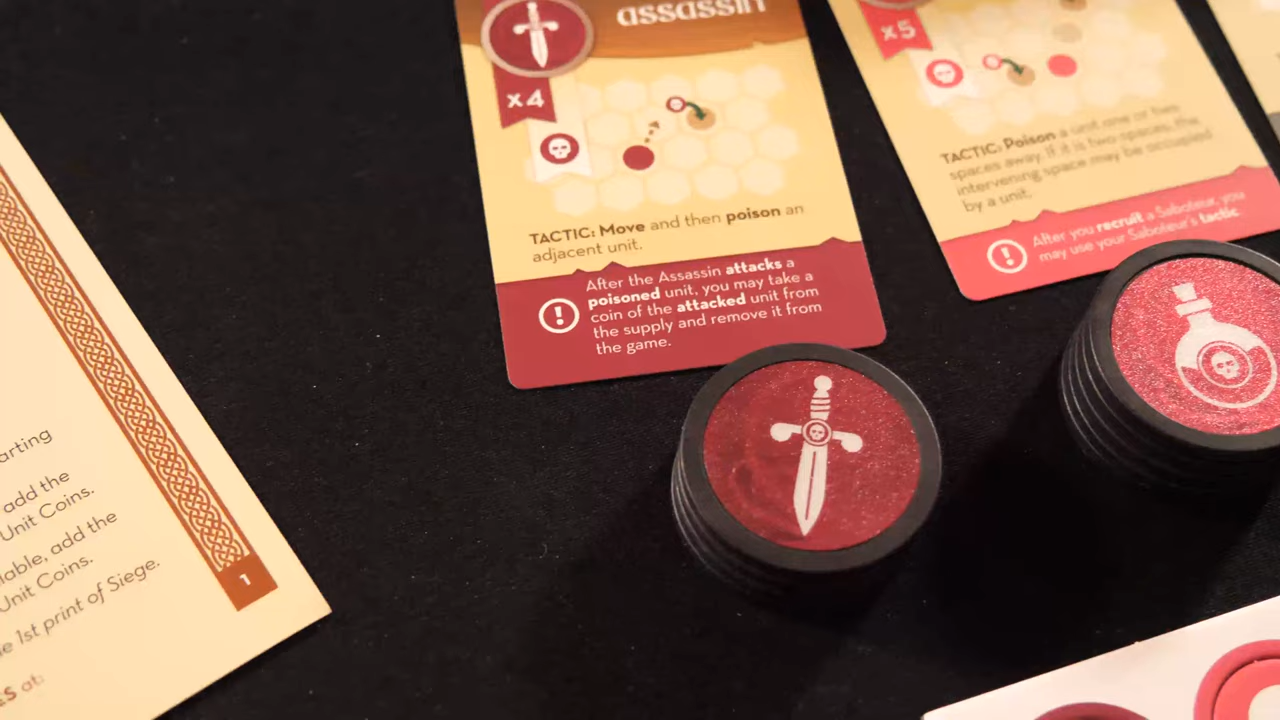 assassin
x4
TACTIC: Move and then poison an
adjacent unit.
After the Assassin attacks a
poisoned unit, you may take a
coin of the attacked unit from
the supply and remove it from
the game.
x5
TACTIC: Poison a unit one or two
spaces away. If it is two spaces, the
intervening space may be occupied
by a unit.
After you recruit a Saboteur, you
may use your Saboteur's tactic.
arting
add the
Unit Coins.
lable, add the
Unit Coins.
1st print of Siege.
at:
1